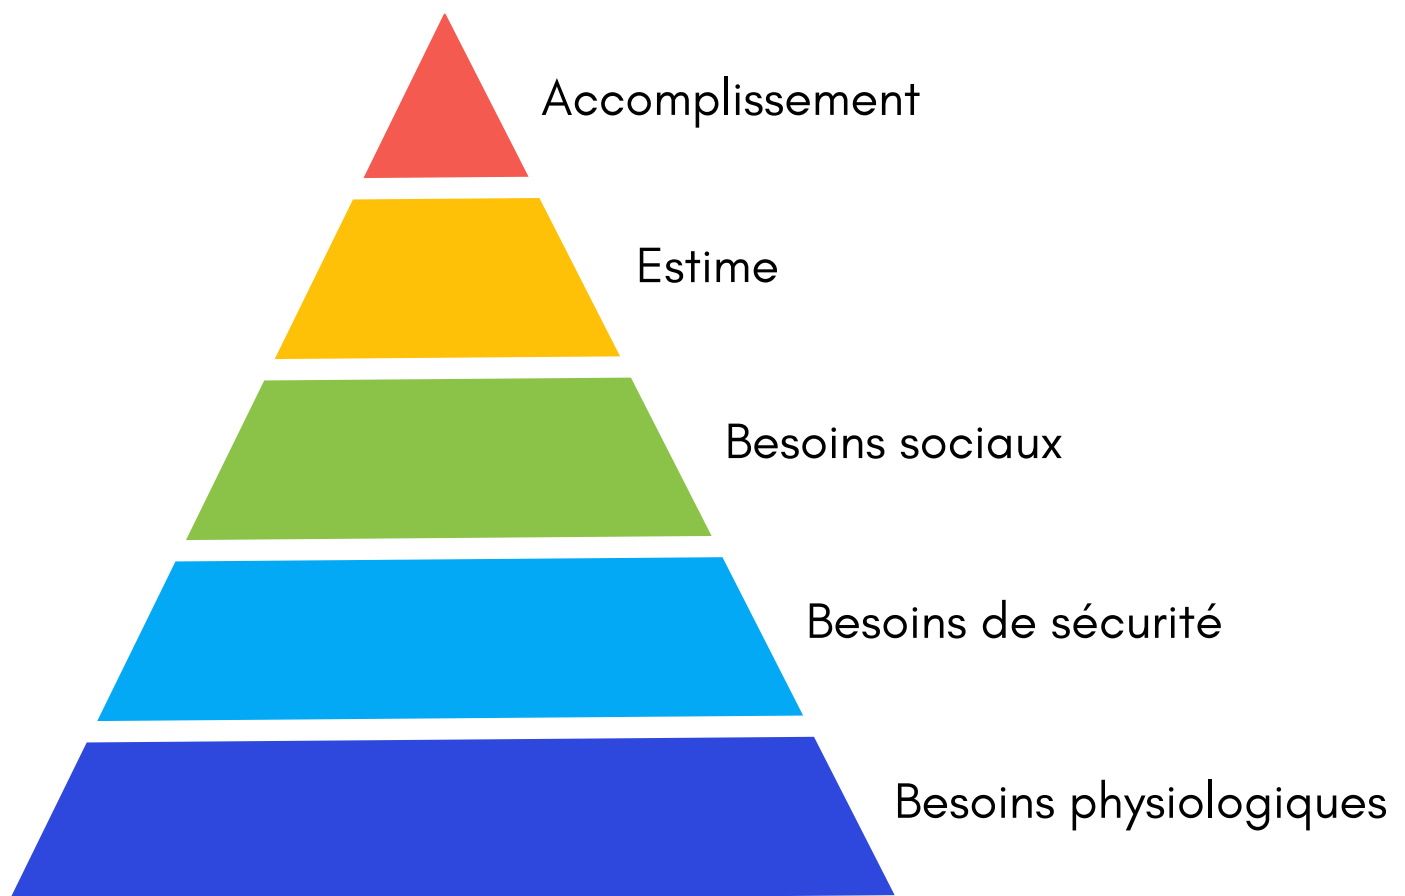 Accomplissement
Estime
Besoins sociaux
Besoins de sécurité
Besoins physiologiques